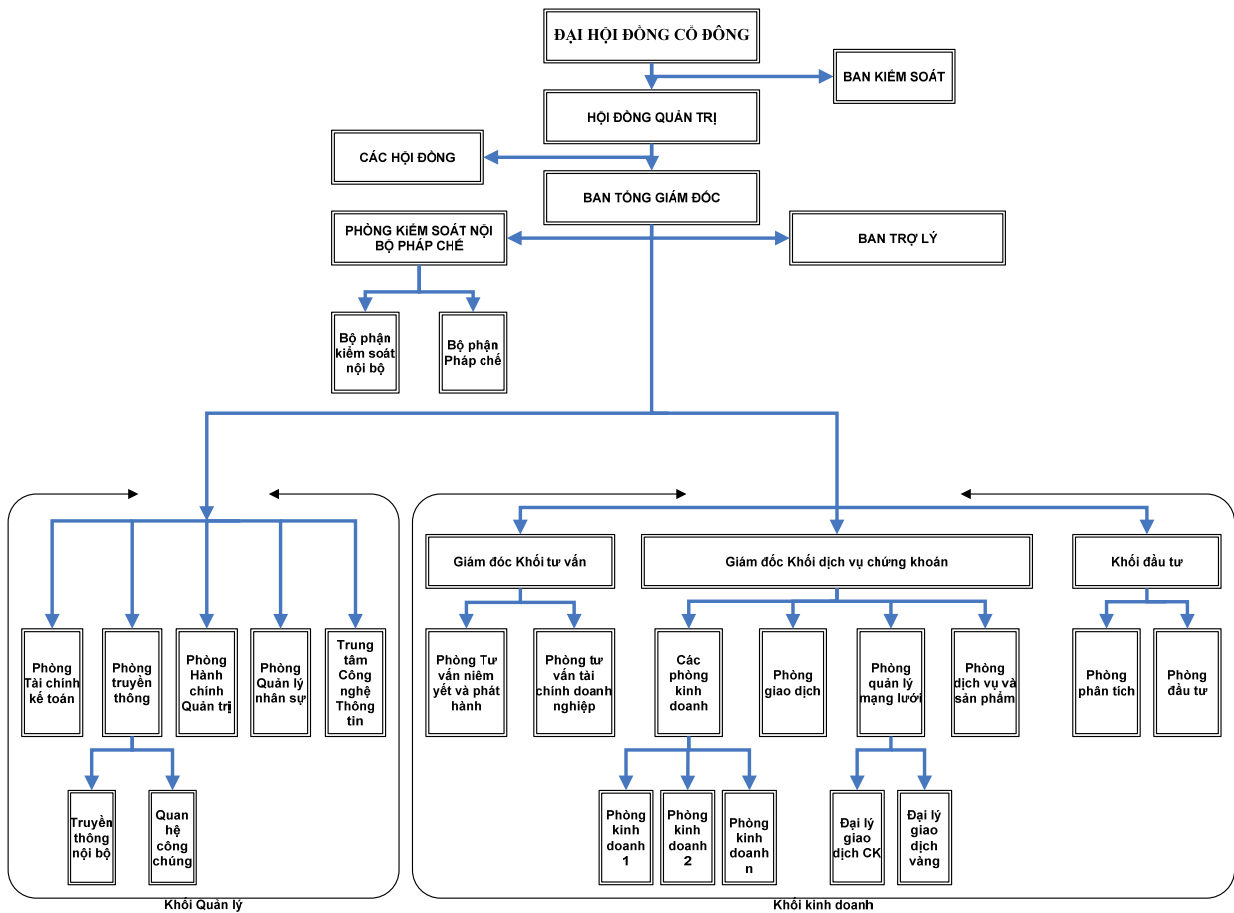 ĐẠI HỘI ĐỒNG CỔ ĐÔNG
BAN KIỂM SOÁT
HỘI ĐỒNG QUẢN TRỊ
CÁC HỘI ĐỒNG
BAN TỔNG GIÁM ĐỐC
PHÒNG KIỂM SOÁT NỘI
BỘ PHÁP CHẾ
BAN TRỢ LÝ
Bộ phận
kiểm soát
nội bộ
Bộ phận
Pháp chế
Giám đóc Khối tư vấn
Giám đốc Khối dịch vụ chứng khoán
Khối đầu tư
Phòng
Tài chính
kế toán
Phòng
truyền
thông
Phòng
Hành
chính
Quản trị
Phòng
Quản lý
nhân sự
Trung
tâm
Công
nghệ
Thông
tin
Phòng Tư
vấn niêm
yết và phát
hành
Phòng tư
vấn tài
chính doanh
nghiệp
Các
phòng
kinh
doanh
Phòng
giao dịch
Phòng
quản lý
mạng lưới
Phòng
dịch vụ và
sản phẩm
Phòng
phân tích
Phòng
đầu tư
Truyền
thông
nội bộ
Quan
hệ
công
chúng
Phòng
kinh
doanh
1
Phòng
kinh
doanh
2
Phòng
kinh
doanh
n
Đại lý
giao
dịch CK
Đại lý
giao
dịch
vàng
Khối Quản lý
Khối kinh doanh